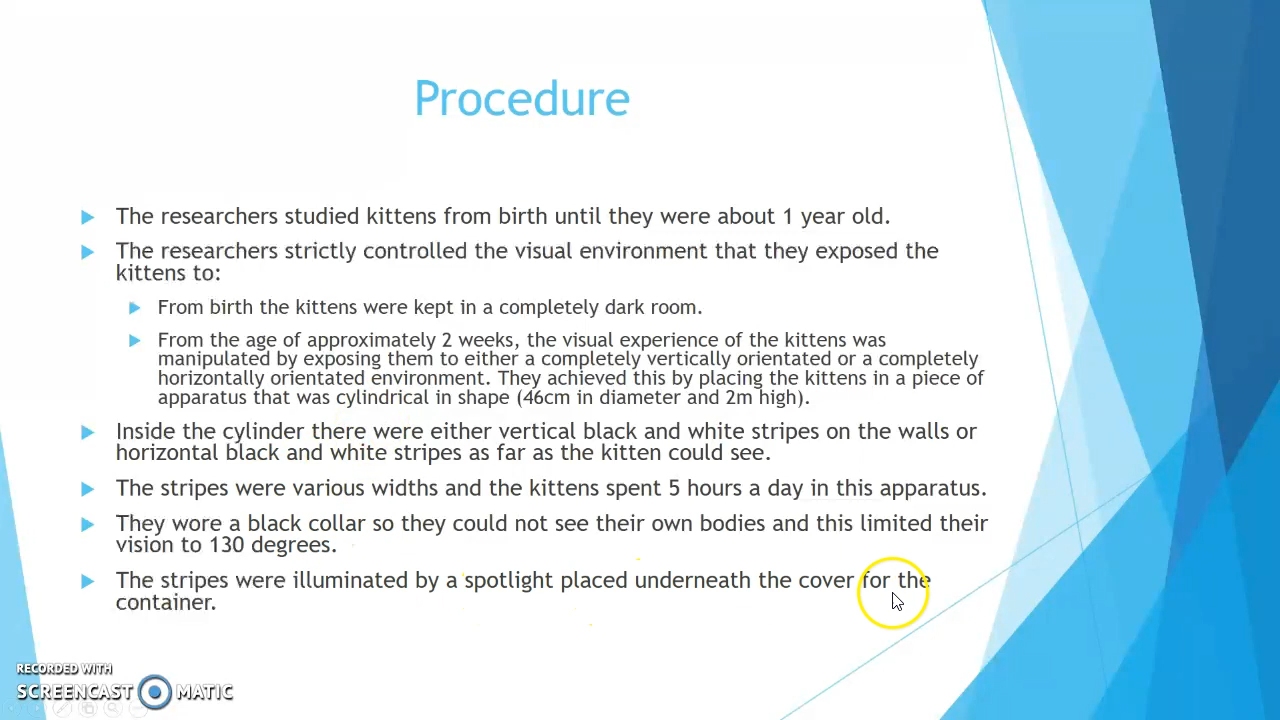 Procedure
The researchers studied kittens from birth until they were about 1 year old.
The researchers strictly controlled the visual environment that they exposed the
kittens to:
From birth the kittens were kept in a completely dark room.
From the age of approximately 2 weeks, the visual experience of the kittens was
manipulated by exposing them to either a completely vertically orientated or a completely
horizontally orientated environment. They achieved this by placing the kittens in a piece of
apparatus that was cylindrical in shape (46cm in diameter and 2m high).
Inside the cylinder there were either vertical black and white stripes on the walls or
horizontal black and white stripes as far as the kitten could see.
The stripes were various widths and the kittens spent 5 hours a day in this apparatus.
They wore a black collar so they could not see their own bodies and this limited their
vision to 130 degrees.
The stripes were illuminated by a spotlight placed underneath the cover for the
container.
RECORDED WITH
SCREENCAST MATIC